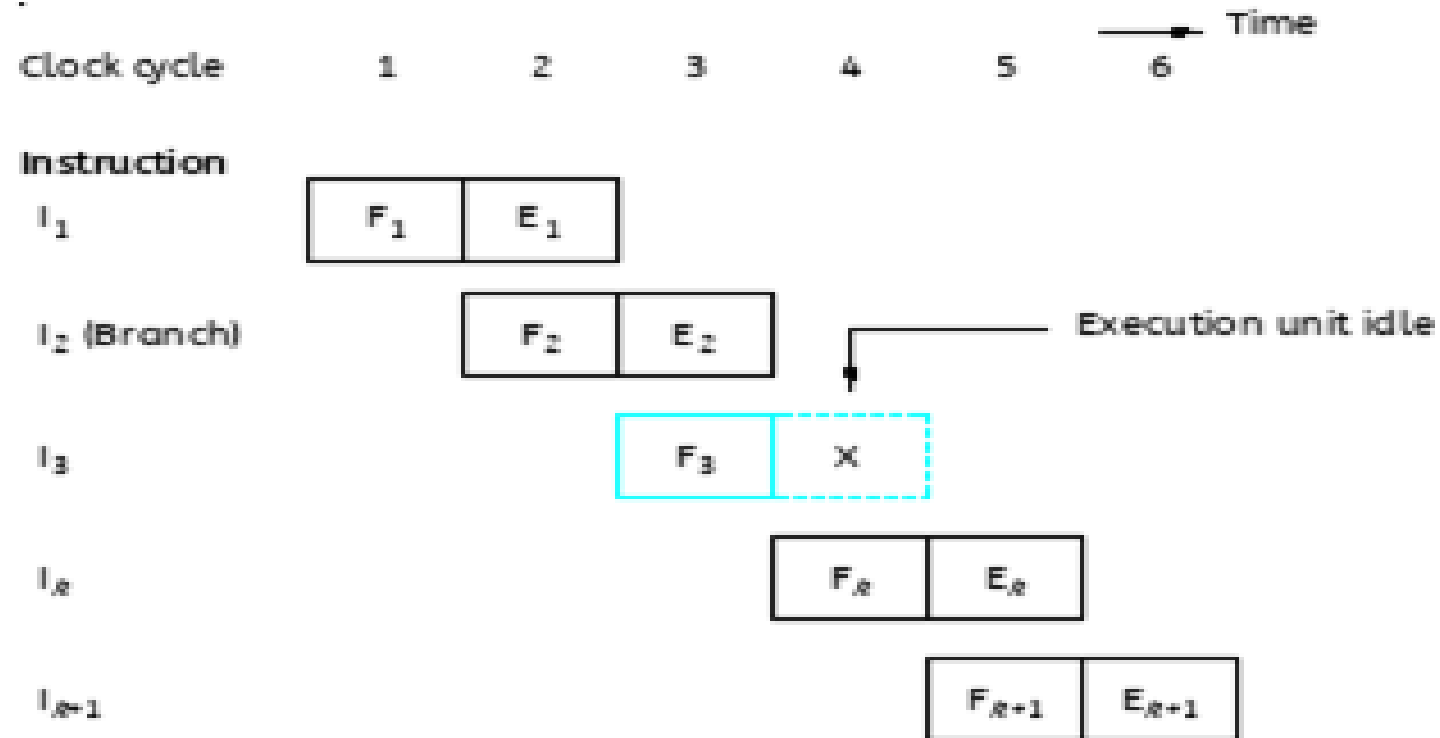 Time
Clock cycle 1 2 3 4 5 6
Instruction
I1 F1 E1
I2 (Branch) F2 E2
Execution unit idle
I3 F3 X
Ik Fk Ek
Ik+1 Fk+1 Ek+1